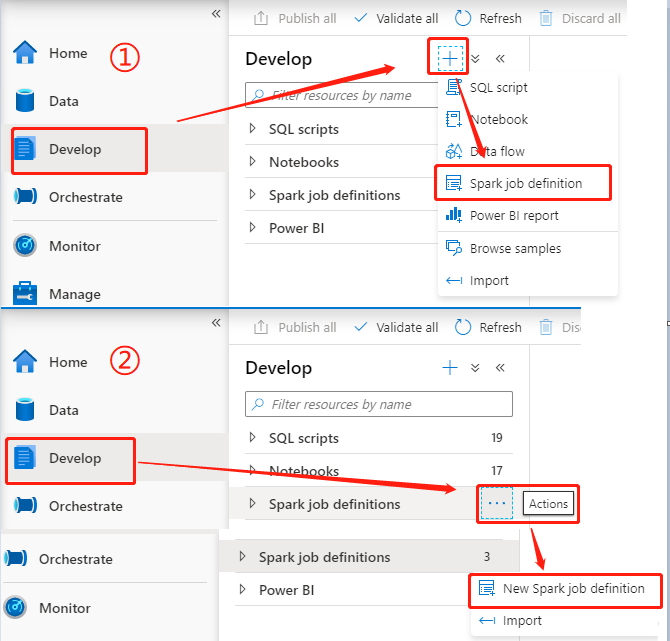 «
Publish all
Validate all
Refresh
Discard all
Home
①
Data
Develop
Orchestrate
Monitor
Manage
Develop
Filter resources by name
SQL scripts
Notebooks
Spark job definitions
Power BI
SQL script
Notebook
Data flow
Spark job definition
Power BI report
Browse samples
Import
«
Publish all
Validate all
Refresh
Disc
Home
②
Data
Develop
Orchestrate
Orchestrate
Monitor
Develop
Filter resources by name
SQL scripts 19
Notebooks 17
Spark job definitions
... Actions
Spark job definitions 3
Power BI
New Spark job definition
Import